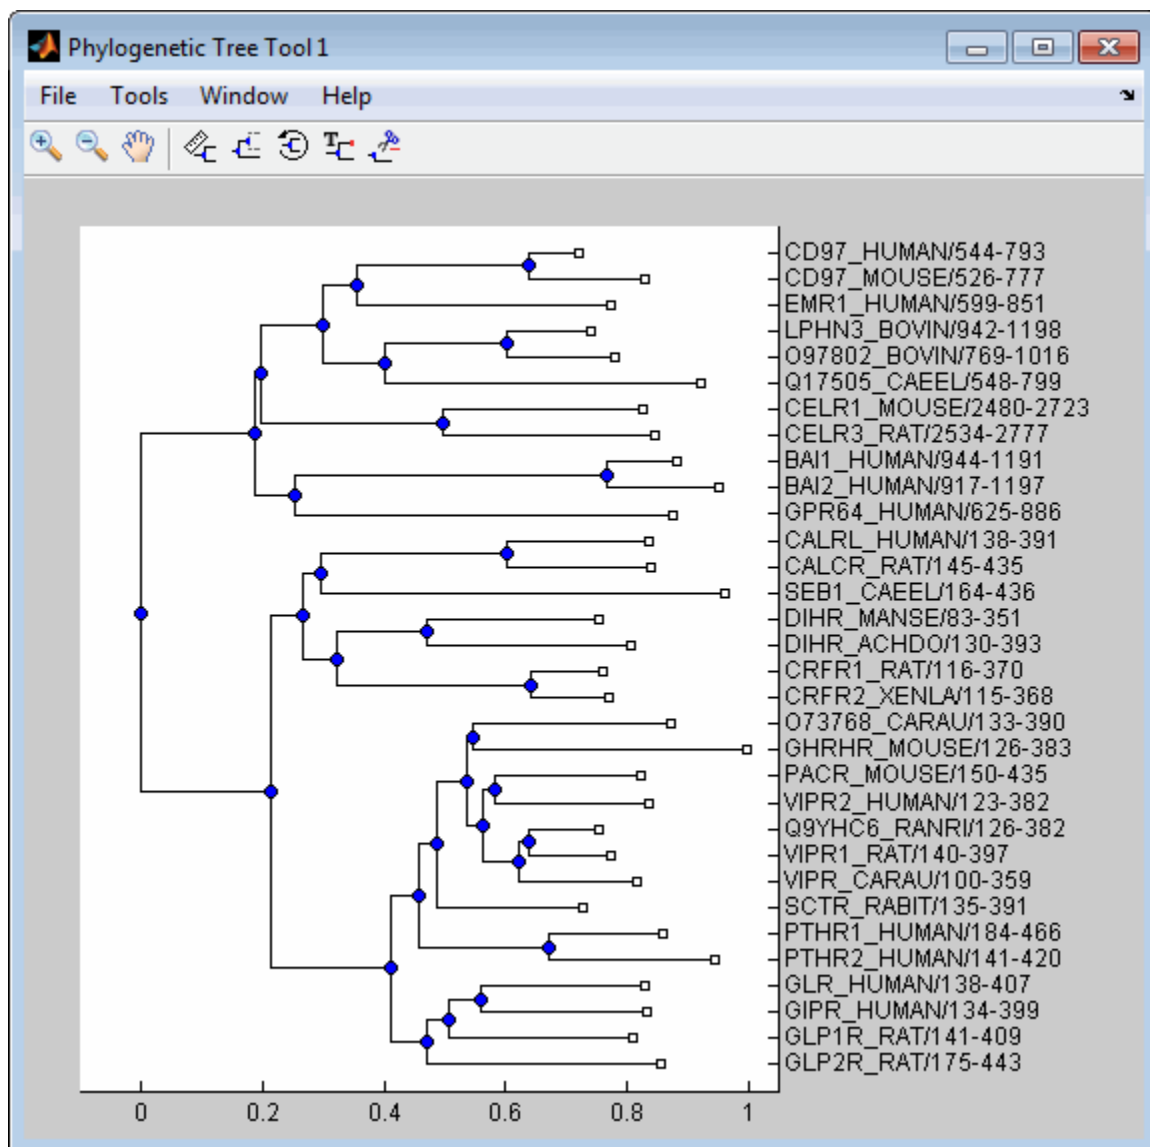 Phylogenetic Tree Tool 1
File Tools Window Help
CD97_HUMAN/544-793
CD97_MOUSE/526-777
EMR1_HUMAN/599-851
LPHN3_BOVIN/942-1198
O97802_BOVIN/769-1016
Q17505_CAEEL/548-799
CELR1_MOUSE/2480-2723
CELR3_RAT/2534-2777
BAI1_HUMAN/944-1191
BAI2_HUMAN/917-1197
GPR64_HUMAN/625-886
CALRL_HUMAN/138-391
CALCR_RAT/145-435
SEB1_CAEEL/164-436
DIHR_MANSE/83-351
DIHR_ACHDO/130-393
CRFR1_RAT/116-370
CRFR2_XENLA/115-368
O73768_CARAU/133-390
GHRHR_MOUSE/126-383
PACR_MOUSE/150-435
VIPR2_HUMAN/123-382
Q9YHC6_RANRI/126-382
VIPR1_RAT/140-397
VIPR_CARAU/100-359
SCTR_RABIT/135-391
PTHR1_HUMAN/184-466
PTHR2_HUMAN/141-420
GLR_HUMAN/138-407
GIPR_HUMAN/134-399
GLP1R_RAT/141-409
GLP2R_RAT/175-443
0 0.2 0.4 0.6 0.8 1